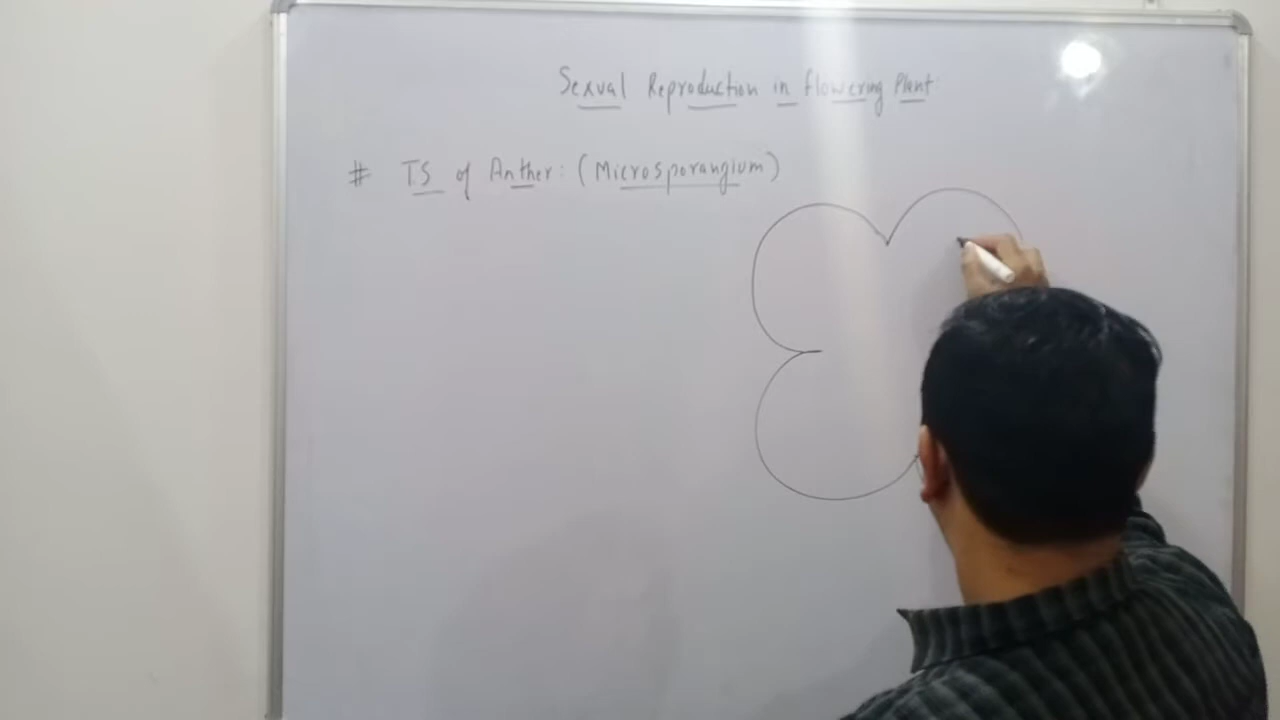 Sexual Reproduction in flowering Plant
# T.S of Anther: (Microsporangium)